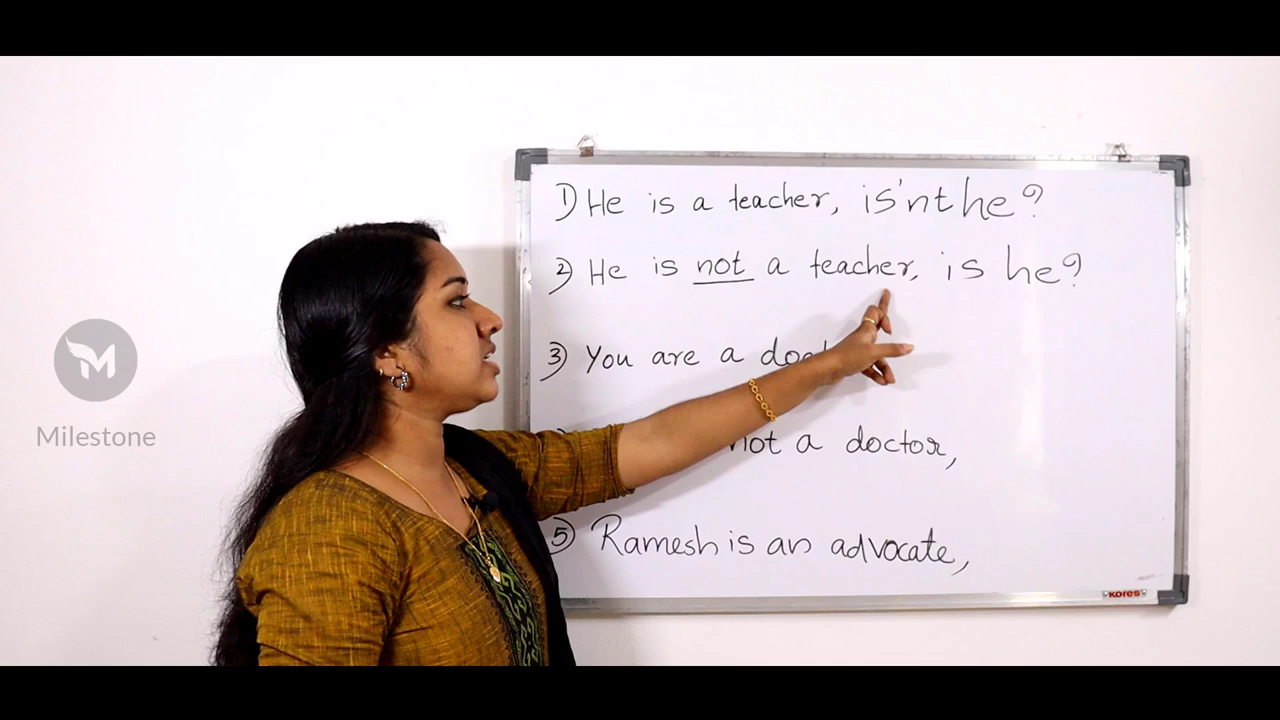 1) He is a teacher, is'nt he?
2) He is not a teacher, is he?
3) You are a
not a doctor,
5) Ramesh is an advocate,
KORES
Milestone